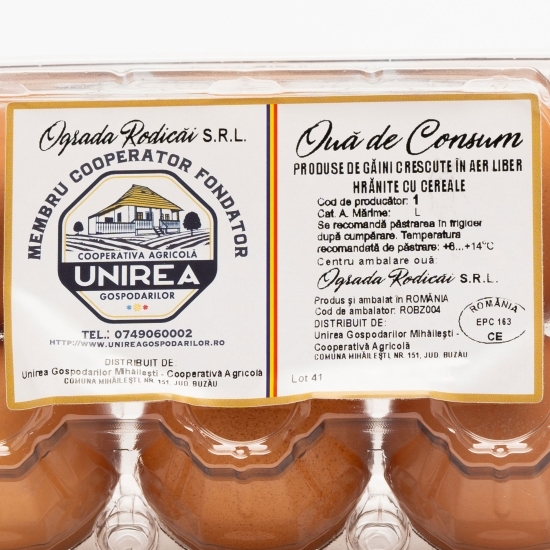 Ograda Rodicăi S.R.L.
MEMBRU COOPERATOR FONDATOR
COOPERATIVA AGRICOLĂ
UNIREA
GOSPODARILOR
TEL.: 0749060002
HTTP://WWW.UNIREAGOSPODARILOR.RO
DISTRIBUIT DE:
Unirea Gospodarilor Mihăilești - Cooperativă Agricolă
COMUNA MIHĂILEȘTI, NR. 151, JUD. BUZĂU
Ouă de Consum
PRODUSE DE GĂINI CRESCUTE ÎN AER LIBER
HRĂNITE CU CEREALE
Cod de producător: 1
Cat. A. Mărime: L
Se recomandă păstrarea în frigider
după cumpărare. Temperatura
recomandată de păstrare: +6...+14°C
Centru ambalare ouă:
Ograda Rodicăi S.R.L.
Produs și ambalat în ROMÂNIA
Cod de ambalator: ROBZ004
DISTRIBUIT DE:
Unirea Gospodarilor Mihăilești -
Cooperativă Agricolă
COMUNA MIHĂILEȘTI, NR. 151, JUD. BUZĂU
ROMÂNIA
EPC 163
CE
Lot 41